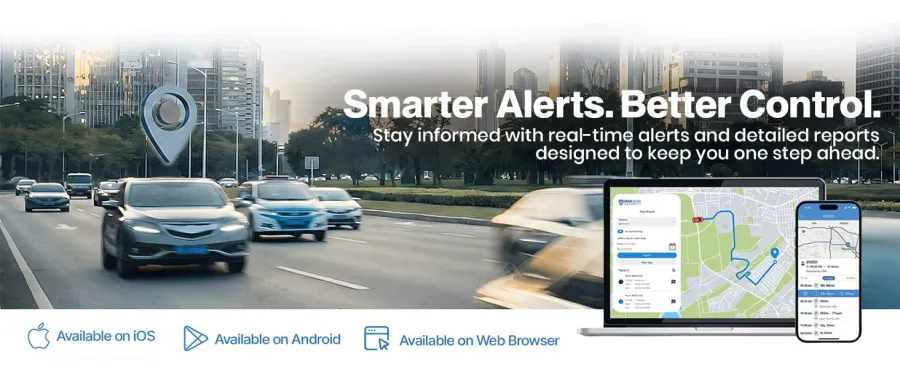 Smarter Alerts. Better Control.
Stay informed with real-time alerts and detailed reports
designed to keep you one step ahead.
Available on iOS
Available on Android
Available on Web Browser